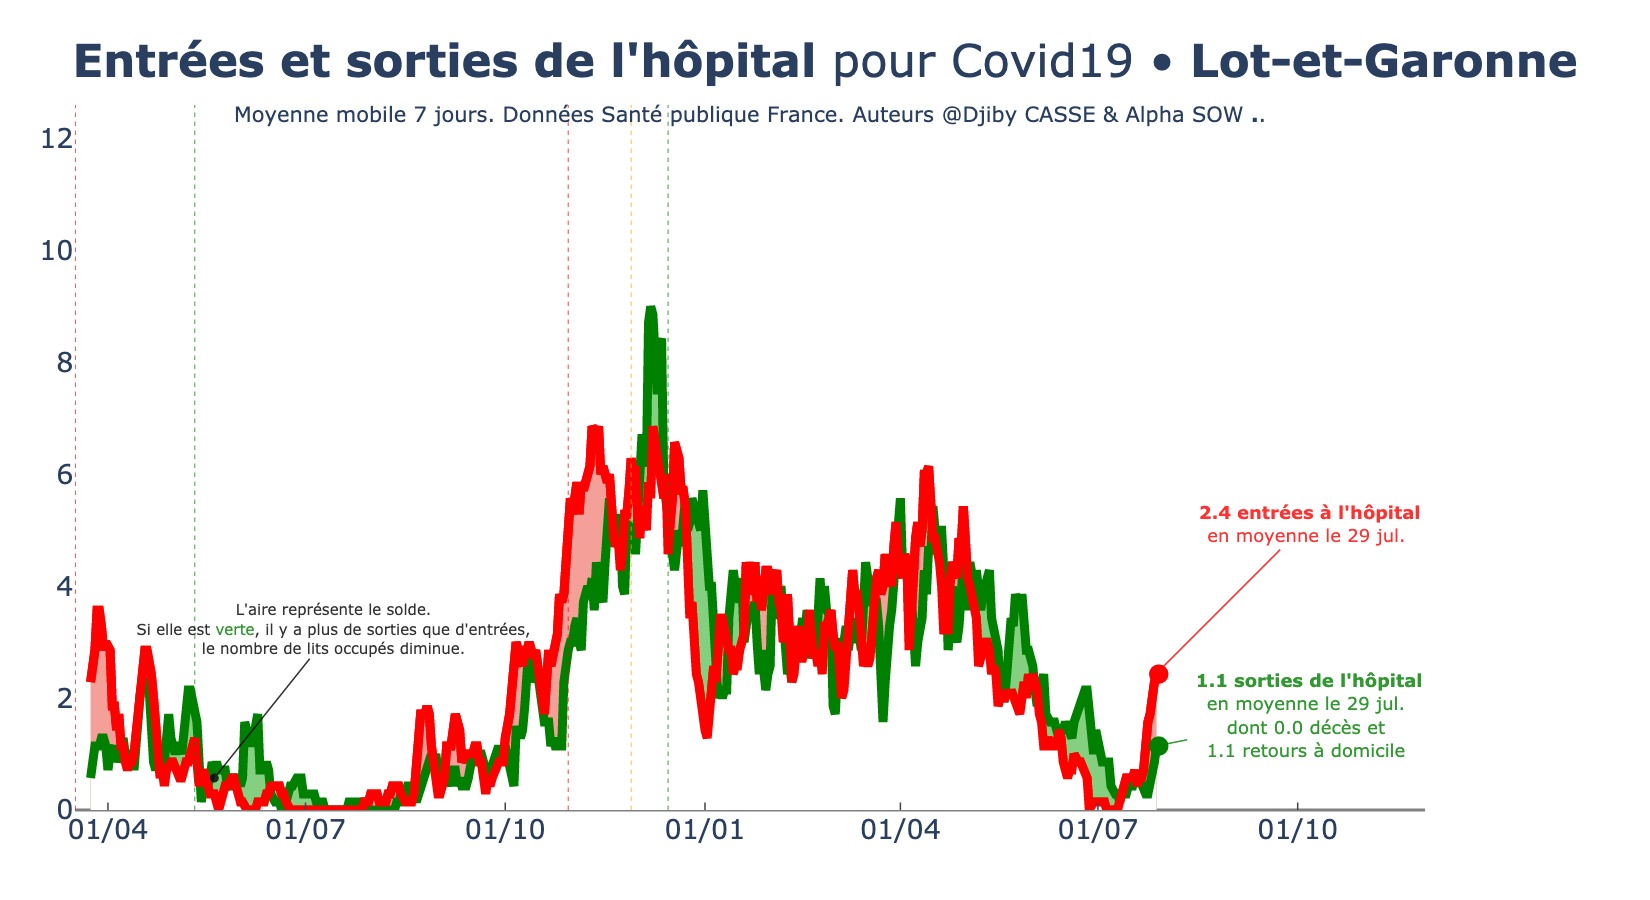 Entrées et sorties de l'hôpital pour Covid19 • Lot-et-Garonne
Moyenne mobile 7 jours. Données Santé publique France. Auteurs @Djiby CASSE & Alpha SOW ..
12
10
8
6
4
2
0
L'aire représente le solde.
Si elle est verte, il y a plus de sorties que d'entrées,
le nombre de lits occupés diminue.
2.4 entrées à l'hôpital
en moyenne le 29 jul.
1.1 sorties de l'hôpital
en moyenne le 29 jul.
dont 0.0 décès et
1.1 retours à domicile
01/04
01/07
01/10
01/01
01/04
01/07
01/10